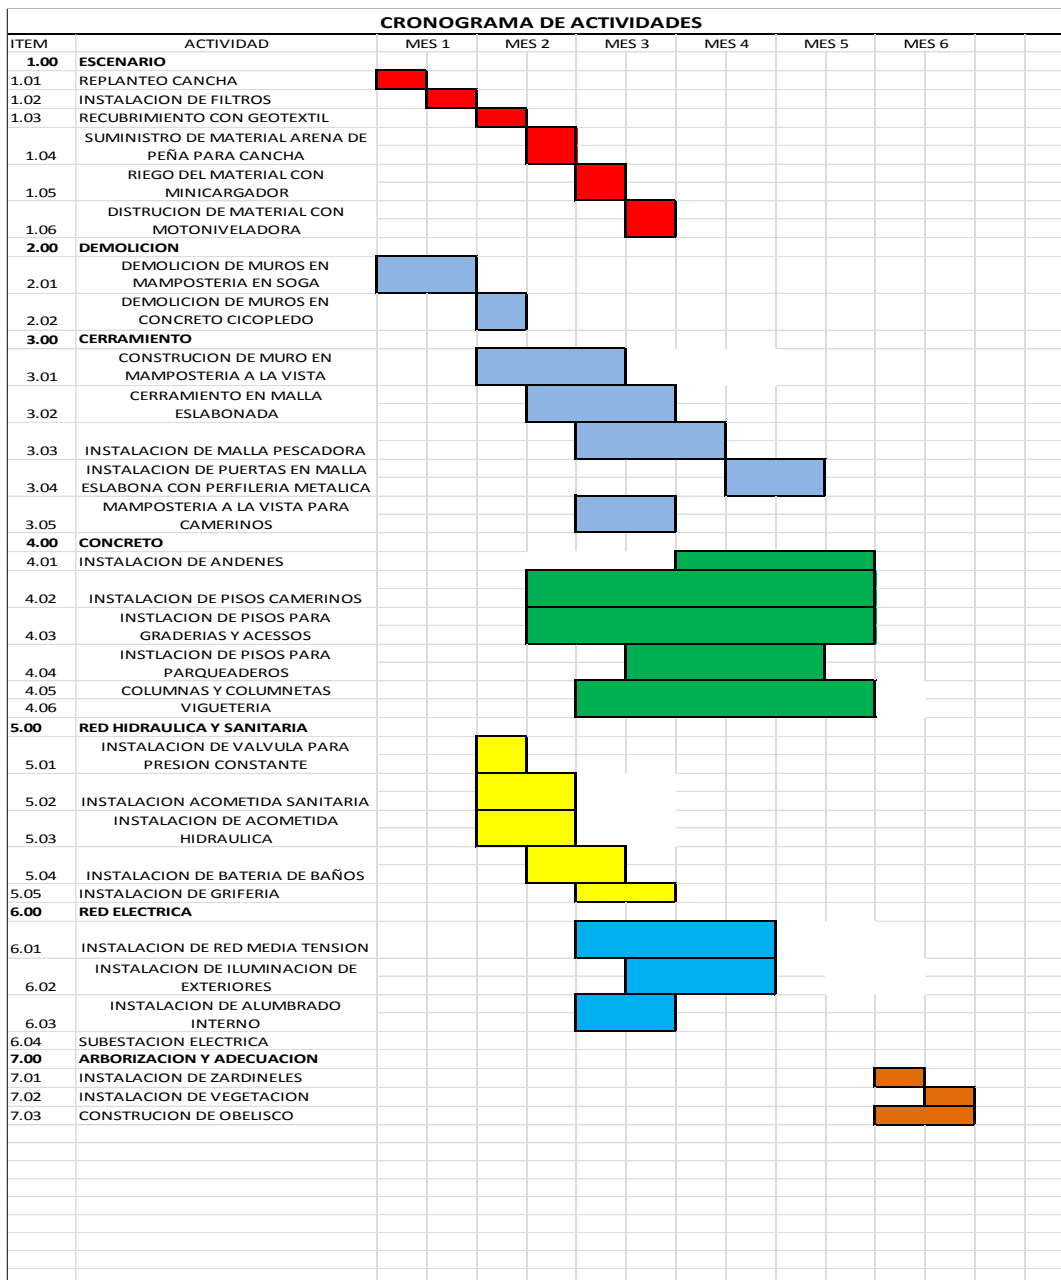 CRONOGRAMA DE ACTIVIDADES
ITEM ACTIVIDAD MES 1 MES 2 MES 3 MES 4 MES 5 MES 6
1.00 ESCENARIO
1.01 REPLANTEO CANCHA
1.02 INSTALACION DE FILTROS
1.03 RECUBRIMIENTO CON GEOTEXTIL
SUMINISTRO DE MATERIAL ARENA DE
1.04 PEÑA PARA CANCHA
RIEGO DEL MATERIAL CON
1.05 MINICARGADOR
DISTRUCION DE MATERIAL CON
1.06 MOTONIVELADORA
2.00 DEMOLICION
DEMOLICION DE MUROS EN
2.01 MAMPOSTERIA EN SOGA
DEMOLICION DE MUROS EN
2.02 CONCRETO CICOPLEDO
3.00 CERRAMIENTO
CONSTRUCION DE MURO EN
3.01 MAMPOSTERIA A LA VISTA
CERRAMIENTO EN MALLA
3.02 ESLABONADA
3.03 INSTALACION DE MALLA PESCADORA
INSTALACION DE PUERTAS EN MALLA
3.04 ESLABONA CON PERFILERIA METALICA
MAMPOSTERIA A LA VISTA PARA
3.05 CAMERINOS
4.00 CONCRETO
4.01 INSTALACION DE ANDENES
4.02 INSTALACION DE PISOS CAMERINOS
INSTLACION DE PISOS PARA
4.03 GRADERIAS Y ACESSOS
INSTLACION DE PISOS PARA
4.04 PARQUEADEROS
4.05 COLUMNAS Y COLUMNETAS
4.06 VIGUETERIA
5.00 RED HIDRAULICA Y SANITARIA
INSTALACION DE VALVULA PARA
5.01 PRESION CONSTANTE
5.02 INSTALACION ACOMETIDA SANITARIA
INSTALACION DE ACOMETIDA
5.03 HIDRAULICA
5.04 INSTALACION DE BATERIA DE BAÑOS
5.05 INSTALACION DE GRIFERIA
6.00 RED ELECTRICA
6.01 INSTALACION DE RED MEDIA TENSION
INSTALACION DE ILUMINACION DE
6.02 EXTERIORES
INSTALACION DE ALUMBRADO
6.03 INTERNO
6.04 SUBESTACION ELECTRICA
7.00 ARBORIZACION Y ADECUACION
7.01 INSTALACION DE ZARDINELES
7.02 INSTALACION DE VEGETACION
7.03 CONSTRUCION DE OBELISCO